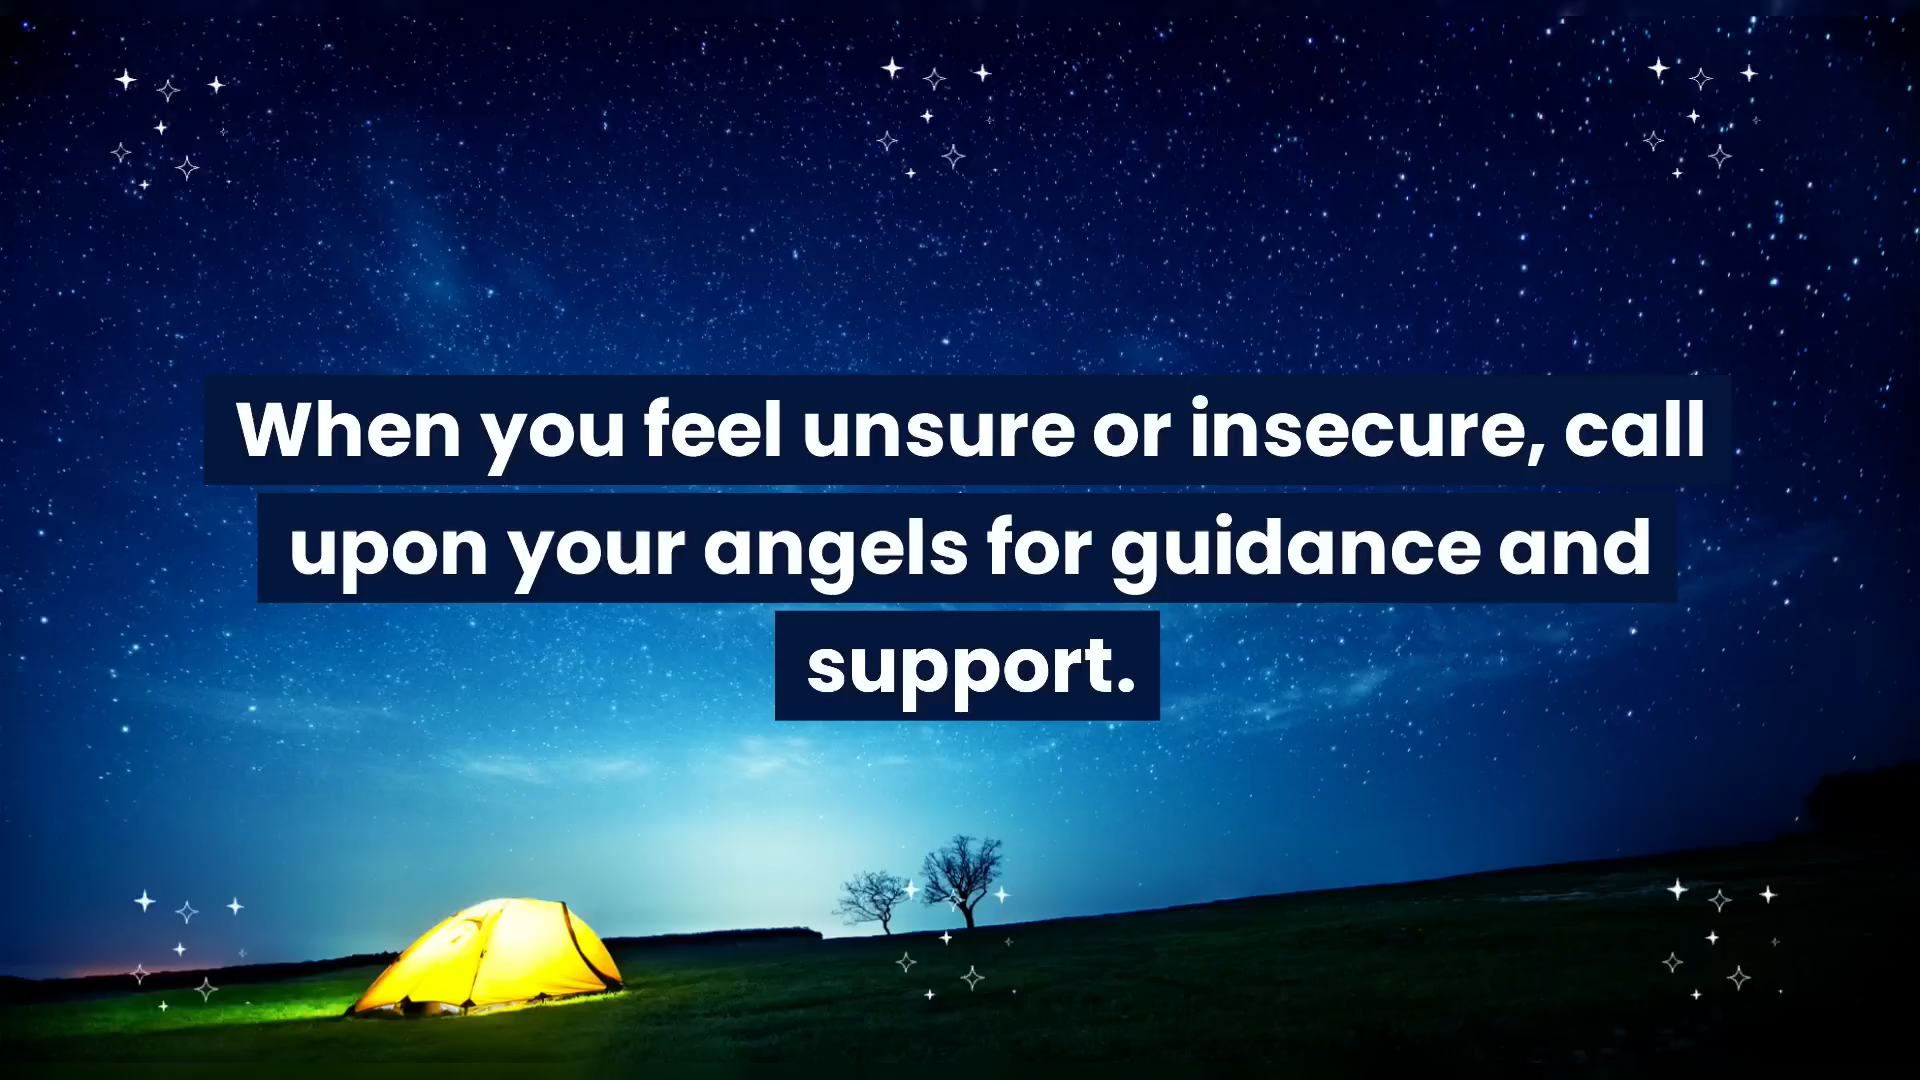 When you feel unsure or insecure, call
upon your angels for guidance and
support.